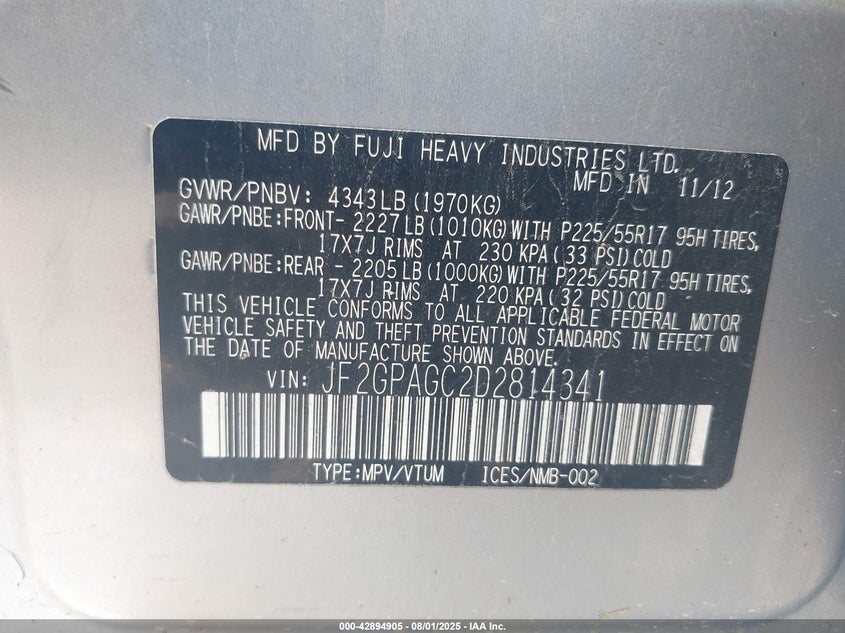 MFD BY FUJI HEAVY INDUSTRIES LTD.
MFD IN 11/12
GVWR/PNBV: 4343LB (1970KG)
GAWR/PNBE:FRONT- 2227 LB (1010KG) WITH P225/55R17 95H TIRES,
17X7J RIMS AT 230 KPA ( 33 PSI) COLD
GAWR/PNBE:REAR - 2205 LB (1000KG) WITH P225/55R17 95H TIRES,
17X7J RIMS AT 220 KPA ( 32 PSI) COLD
THIS VEHICLE CONFORMS TO ALL APPLICABLE FEDERAL MOTOR
VEHICLE SAFETY AND THEFT PREVENTION STANDARDS IN EFFECT ON
THE DATE OF MANUFACTURE SHOWN ABOVE.
VIN: JF2GPAGC2D2814341
TYPE:MPV/VTUM ICES/NMB-002
000-42894905 - 08/01/2025 - IAA Inc.